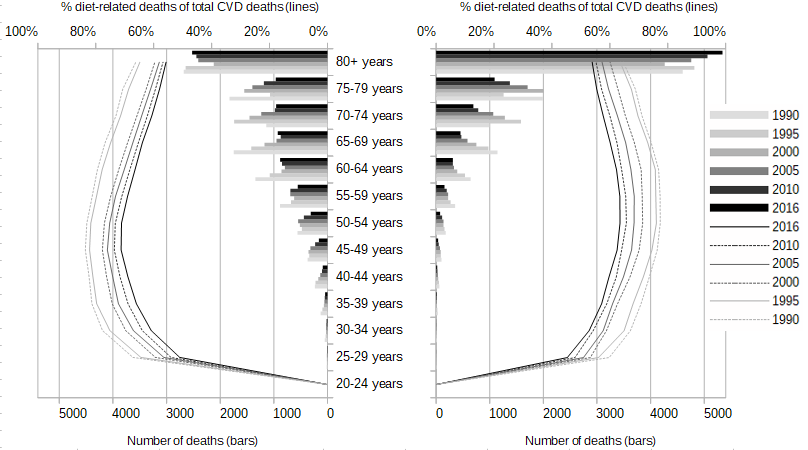 % diet-related deaths of total CVD deaths (lines)
% diet-related deaths of total CVD deaths (lines)
100% 80% 60% 40% 20% 0%
0% 20% 40% 60% 80% 100%
80+ years
75-79 years
70-74 years
65-69 years
60-64 years
55-59 years
50-54 years
45-49 years
40-44 years
35-39 years
30-34 years
25-29 years
20-24 years
1990
1995
2000
2005
2010
2016
2016
2010
2005
2000
1995
1990
5000 4000 3000 2000 1000 0
0 1000 2000 3000 4000 5000
Number of deaths (bars)
Number of deaths (bars)